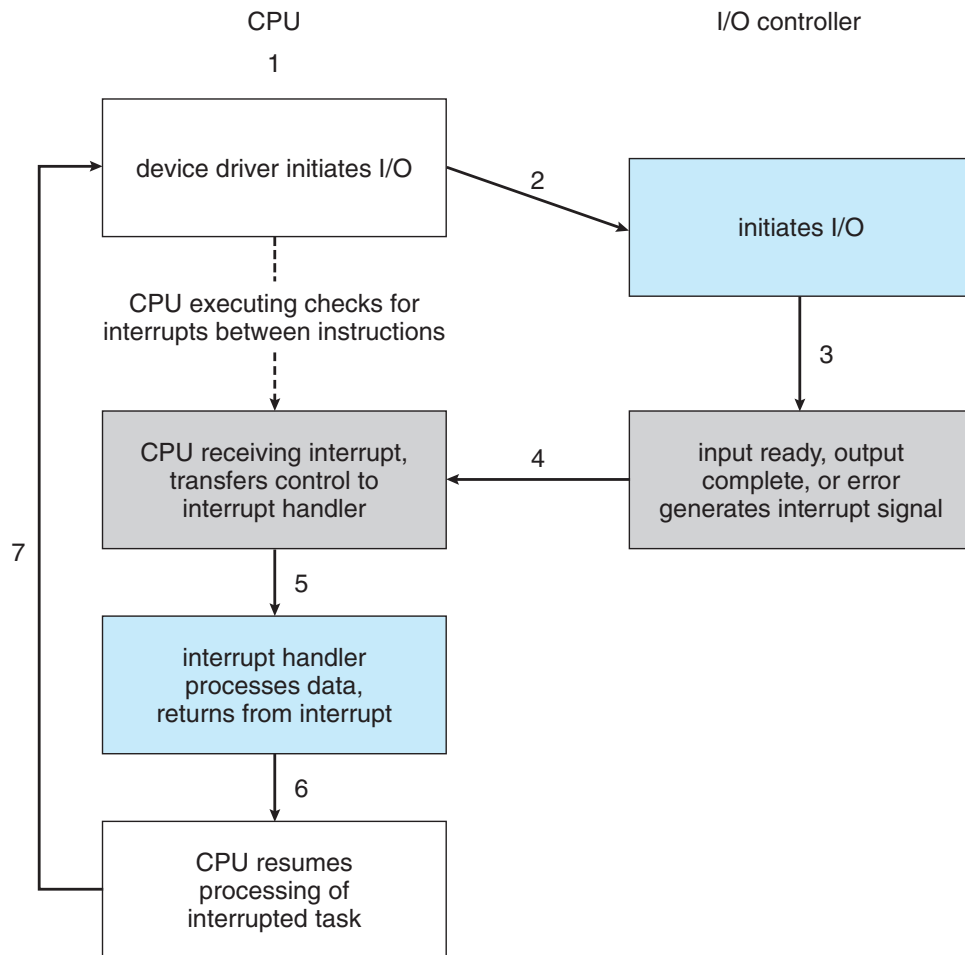 CPU
I/O controller
1
device driver initiates I/O
2
initiates I/O
CPU executing checks for
interrupts between instructions
3
CPU receiving interrupt,
transfers control to
interrupt handler
4
input ready, output
complete, or error
generates interrupt signal
7
5
interrupt handler
processes data,
returns from interrupt
6
CPU resumes
processing of
interrupted task